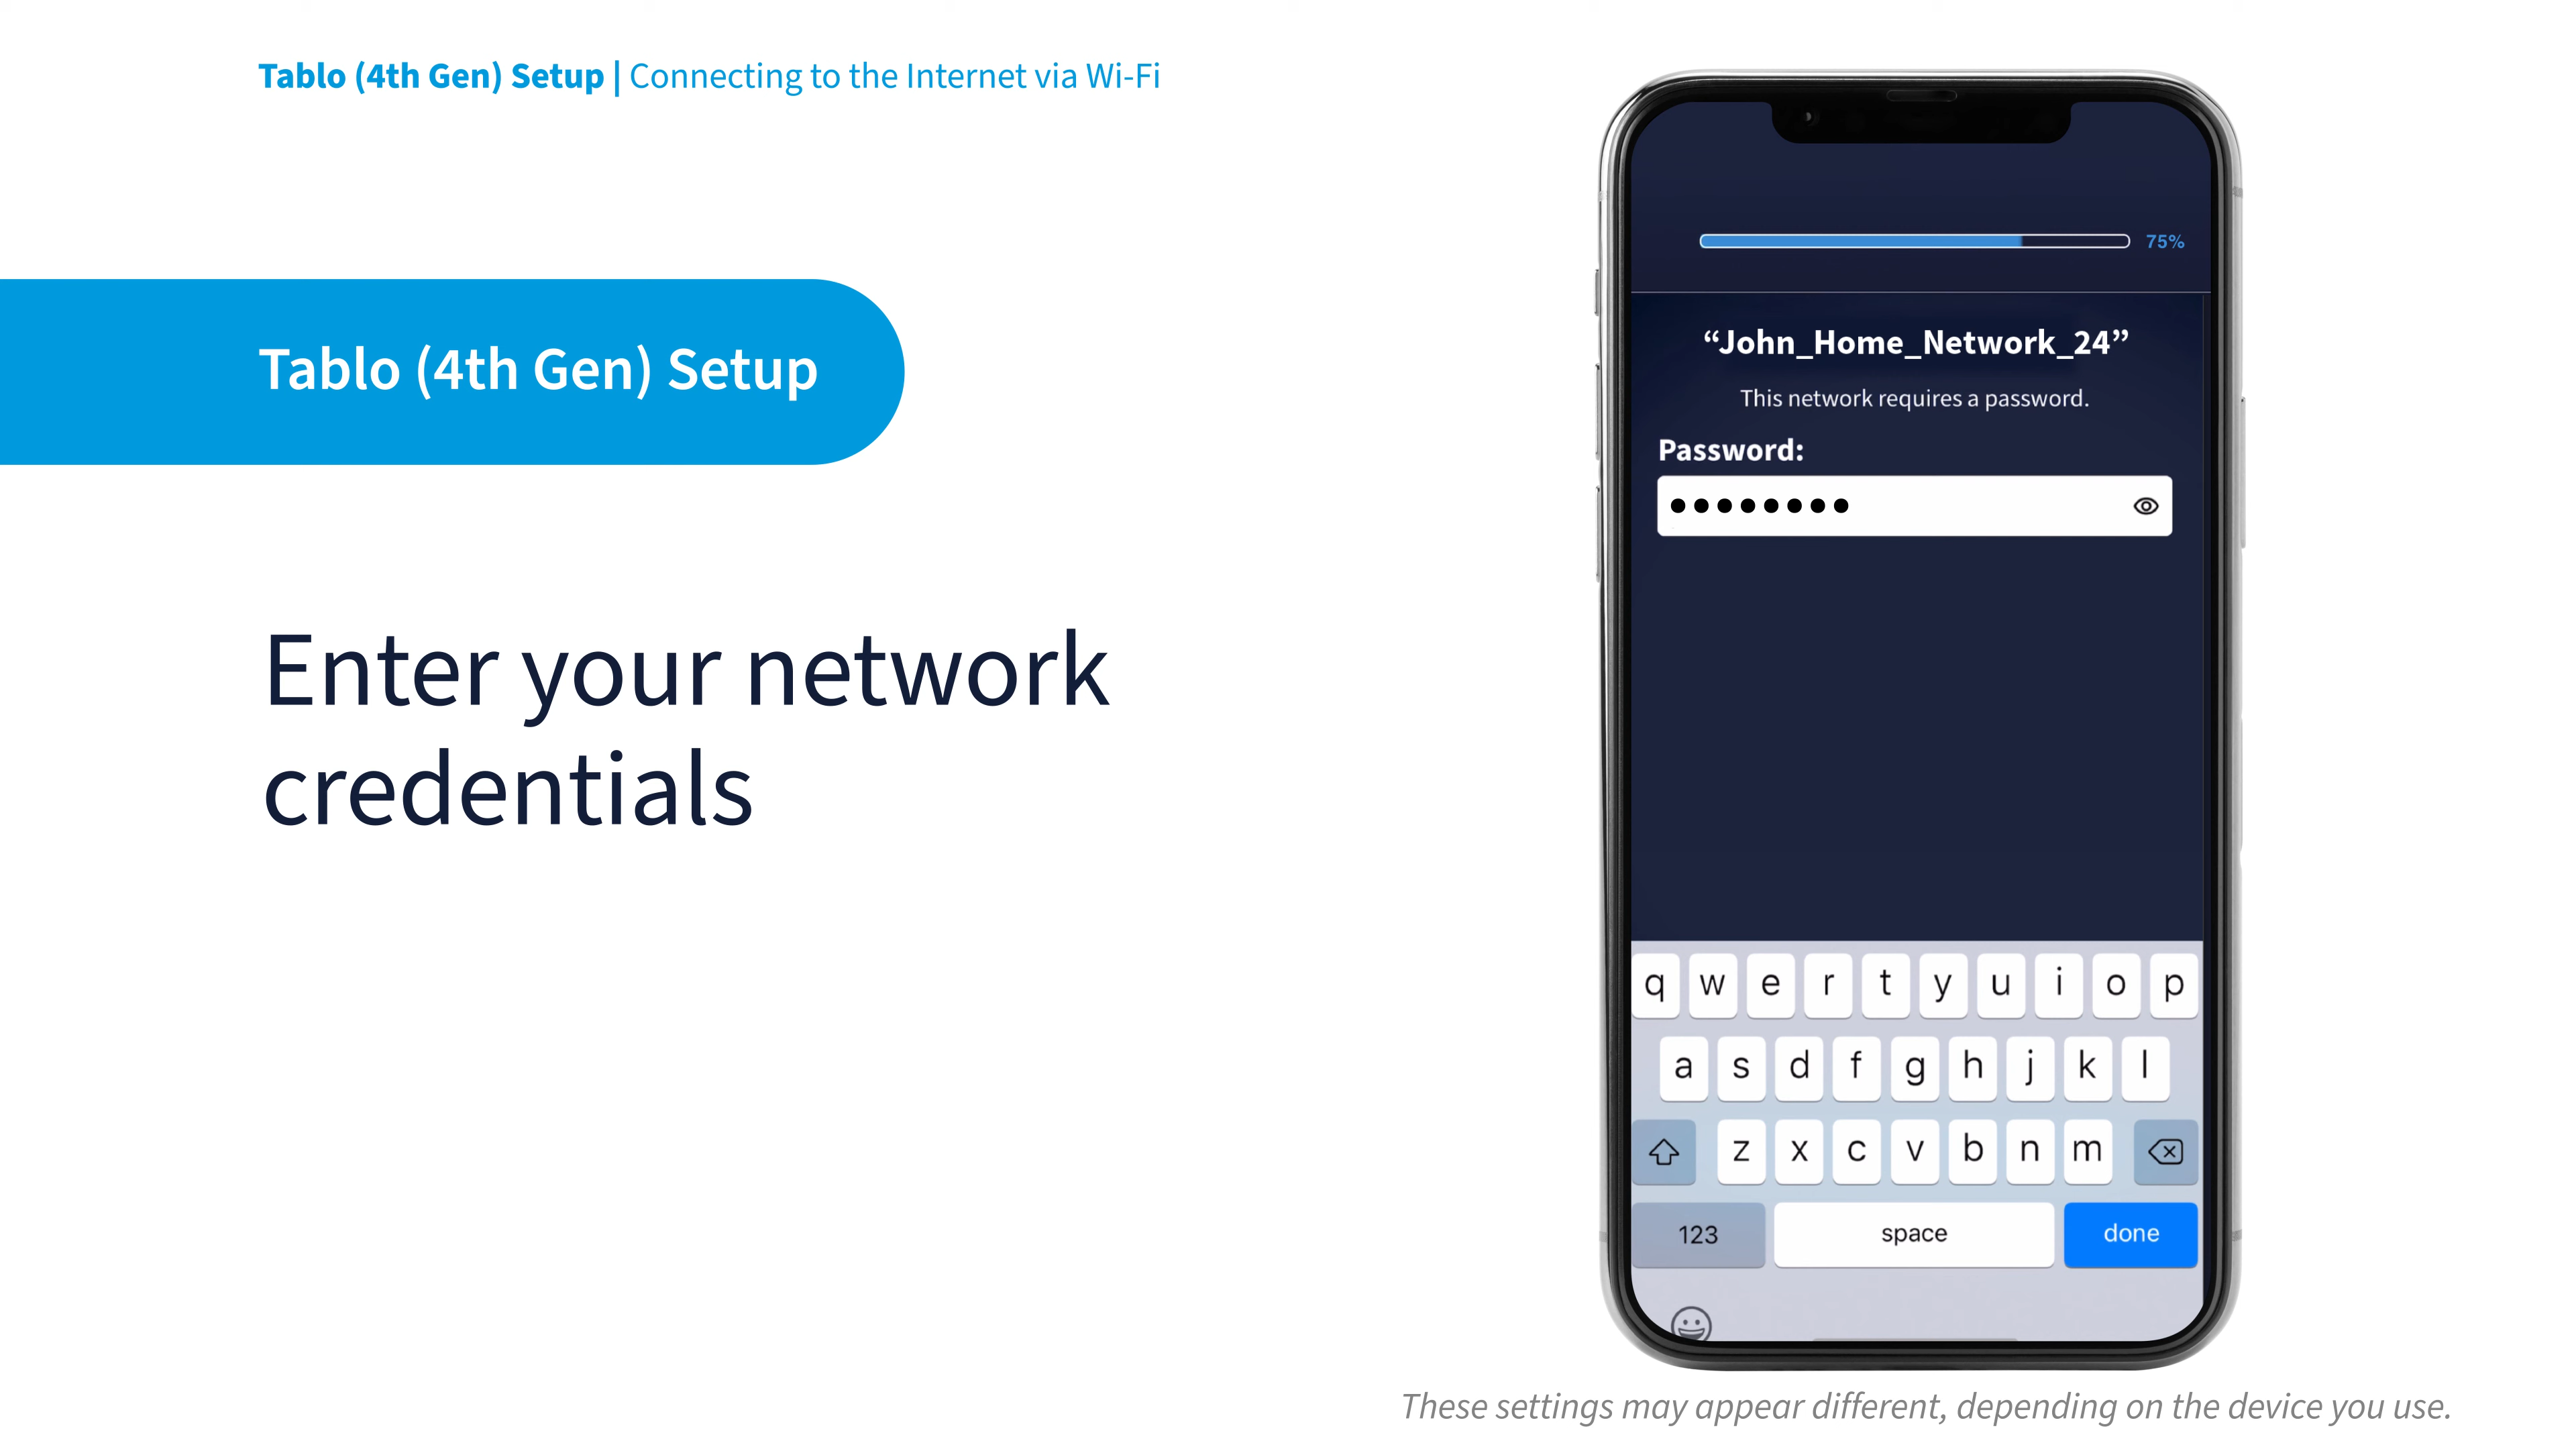 Tablo (4th Gen) Setup | Connecting to the Internet via Wi-Fi
Tablo (4th Gen) Setup
Enter your network
credentials
75%
“John_Home_Network_24”
This network requires a password.
Password:
••••••••
q w e r t y u i o p
a s d f g h j k l
z x c v b n m
123 space done
These settings may appear different, depending on the device you use.